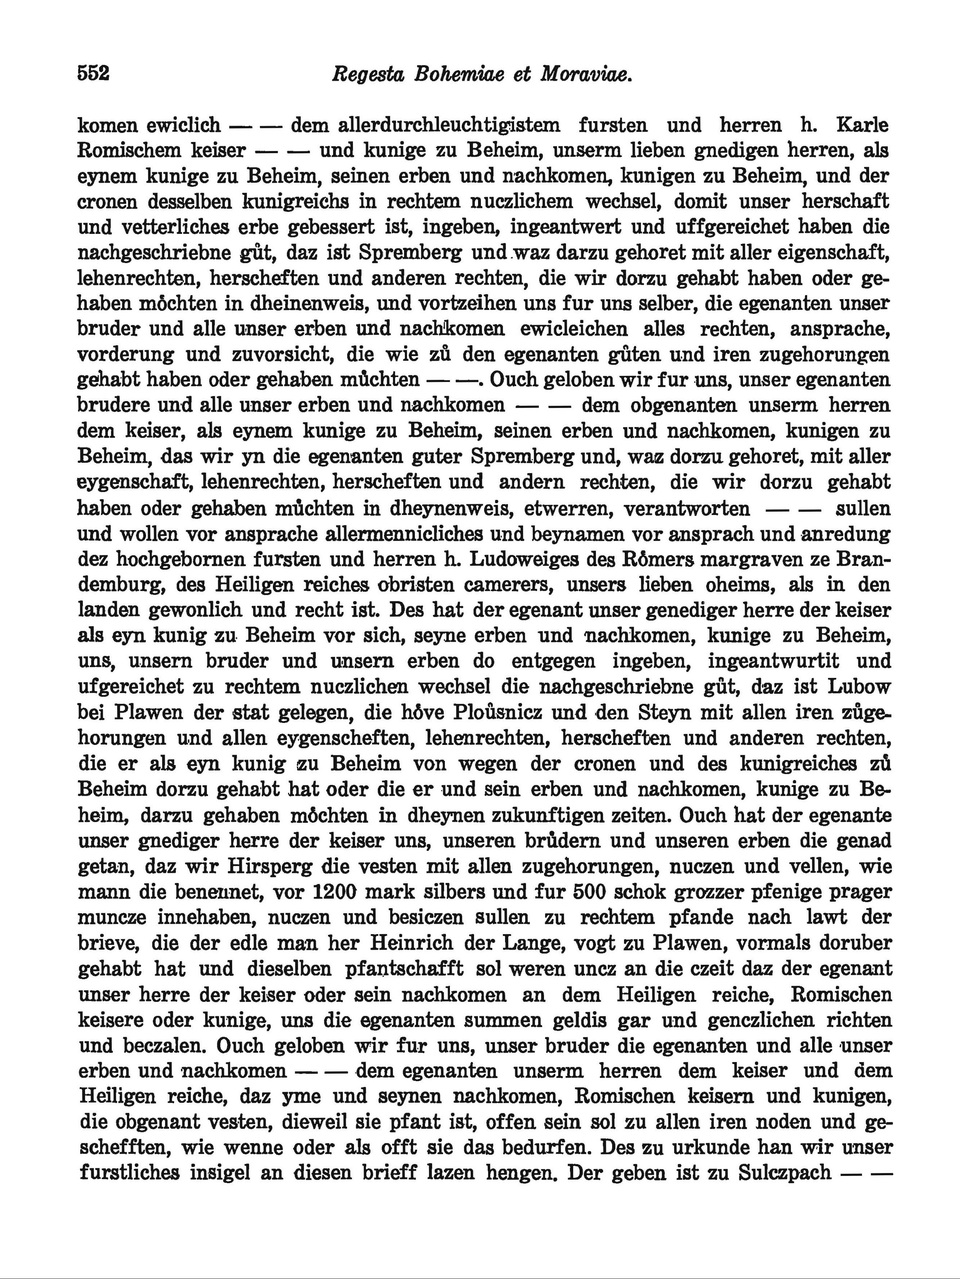 552 Regesta Bohemiae et Moraviae.
komen ewiclich — — dem allerdurchleuchtigistem fursten und herren h. Karle
Romischem keiser — — und kunige zu Beheim, unserm lieben gnedigen herren, als
eynem kunige zu Beheim, seinen erben und nachkomen, kunigen zu Beheim, und der
cronen desselben kunigreichs in rechtem nuczlichem wechsel, domit unser herschaft
und vetterliches erbe gebessert ist, ingeben, ingeantwert und uffgereichet haben die
nachgeschriebne gůt, daz ist Spremberg und waz darzu gehoret mit aller eigenschaft,
lehenrechten, herscheften und anderen rechten, die wir dorzu gehabt haben oder ge-
haben mőchten in dheinenweis, und vortzeihen uns fur uns selber, die egenanten unser
bruder und alle unser erben und nachkomen ewicleichen alles rechten, ansprache,
vorderung und zuvorsicht, die wie zů den egenanten gůten und iren zugehorungen
gehabt haben oder gehaben můchten — —. Ouch geloben wir fur uns, unser egenanten
brudere und alle unser erben und nachkomen — — dem obgenanten unserm herren
dem keiser, als eynem kunige zu Beheim, seinen erben und nachkomen, kunigen zu
Beheim, das wir yn die egenanten guter Spremberg und, waz dorzu gehoret, mit aller
eygenschaft, lehenrechten, herscheften und andern rechten, die wir dorzu gehabt
haben oder gehaben můchten in dheynenweis, etwerren, verantworten — — sullen
und wollen vor ansprache allermennicliches und beynamen vor ansprach und anredung
dez hochgebornen fursten und herren h. Ludoweiges des Rőmers margraven ze Bran-
demburg, des Heiligen reiches obristen camerers, unsers lieben oheims, als in den
landen gewonlich und recht ist. Des hat der egenant unser genediger herre der keiser
als eyn kunig zu Beheim vor sich, seyne erben und nachkomen, kunige zu Beheim,
uns, unsern bruder und unsern erben do entgegen ingeben, ingeantwurtit und
ufgereichet zu rechtem nuczlichen wechsel die nachgeschriebne gůt, daz ist Lubow
bei Plawen der stat gelegen, die hőve Ploůsnicz und den Steyn mit allen iren zůge-
horungen und allen eygenscheften, lehenrechten, herscheften und anderen rechten,
die er als eyn kunig zu Beheim von wegen der cronen und des kunigreiches zů
Beheim dorzu gehabt hat oder die er und sein erben und nachkomen, kunige zu Be-
heim, darzu gehaben mőchten in dheynen zukunftigen zeiten. Ouch hat der egenante
unser gnediger herre der keiser uns, unseren brůdern und unseren erben die genad
getan, daz wir Hirsperg die vesten mit allen zugehorungen, nuczen und vellen, wie
mann die benennet, vor 1200 mark silbers und fur 500 schok grozzer pfenige prager
muncze innehaben, nuczen und besiczen sullen zu rechtem pfande nach lawt der
brieve, die der edle man her Heinrich der Lange, vogt zu Plawen, vormals doruber
gehabt hat und dieselben pfantschafft sol weren uncz an die czeit daz der egenant
unser herre der keiser oder sein nachkomen an dem Heiligen reiche, Romischen
keisere oder kunige, uns die egenanten summen geldis gar und genczlichen richten
und beczalen. Ouch geloben wir fur uns, unser bruder die egenanten und alle unser
erben und nachkomen — — dem egenanten unserm herren dem keiser und dem
Heiligen reiche, daz yme und seynen nachkomen, Romischen keisern und kunigen,
die obgenant vesten, dieweil sie pfant ist, offen sein sol zu allen iren noden und ge-
schefften, wie wenne oder als offt sie das bedurfen. Des zu urkunde han wir unser
furstliches insigel an diesen brieff lazen hengen. Der geben ist zu Sulczpach — —